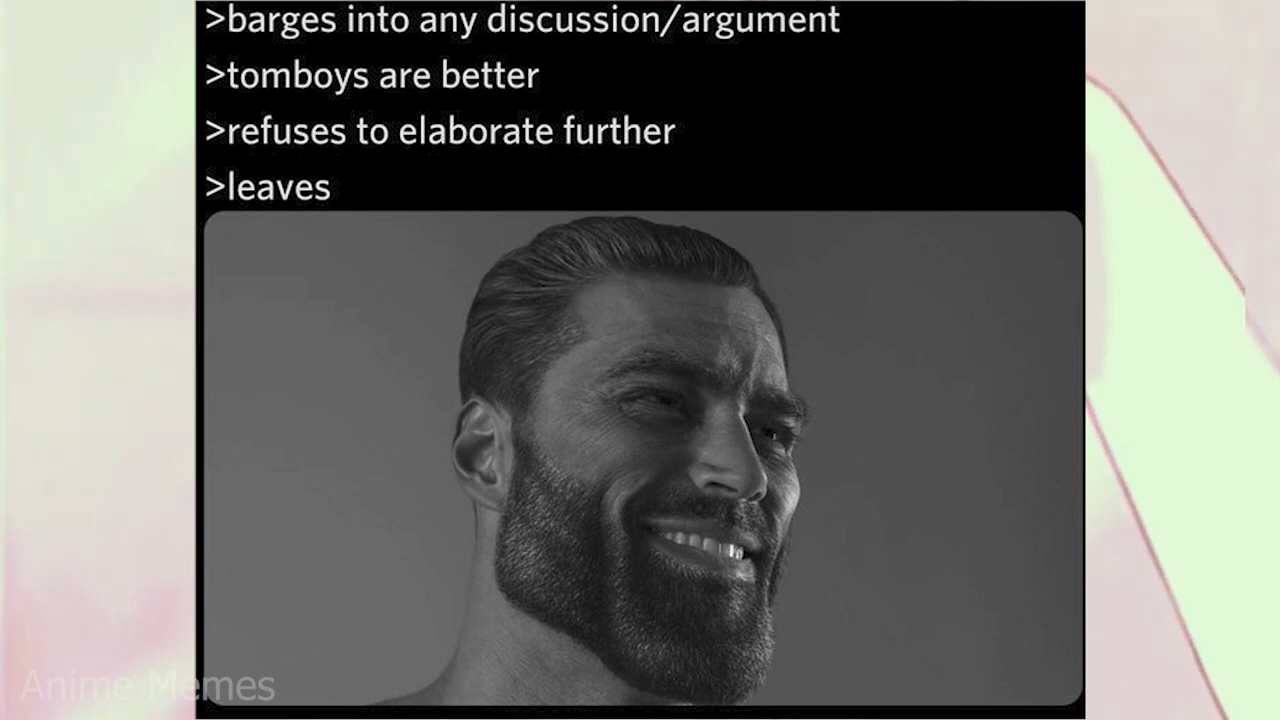 >barges into any discussion/argument
>tomboys are better
>refuses to elaborate further
>leaves
Anime Memes